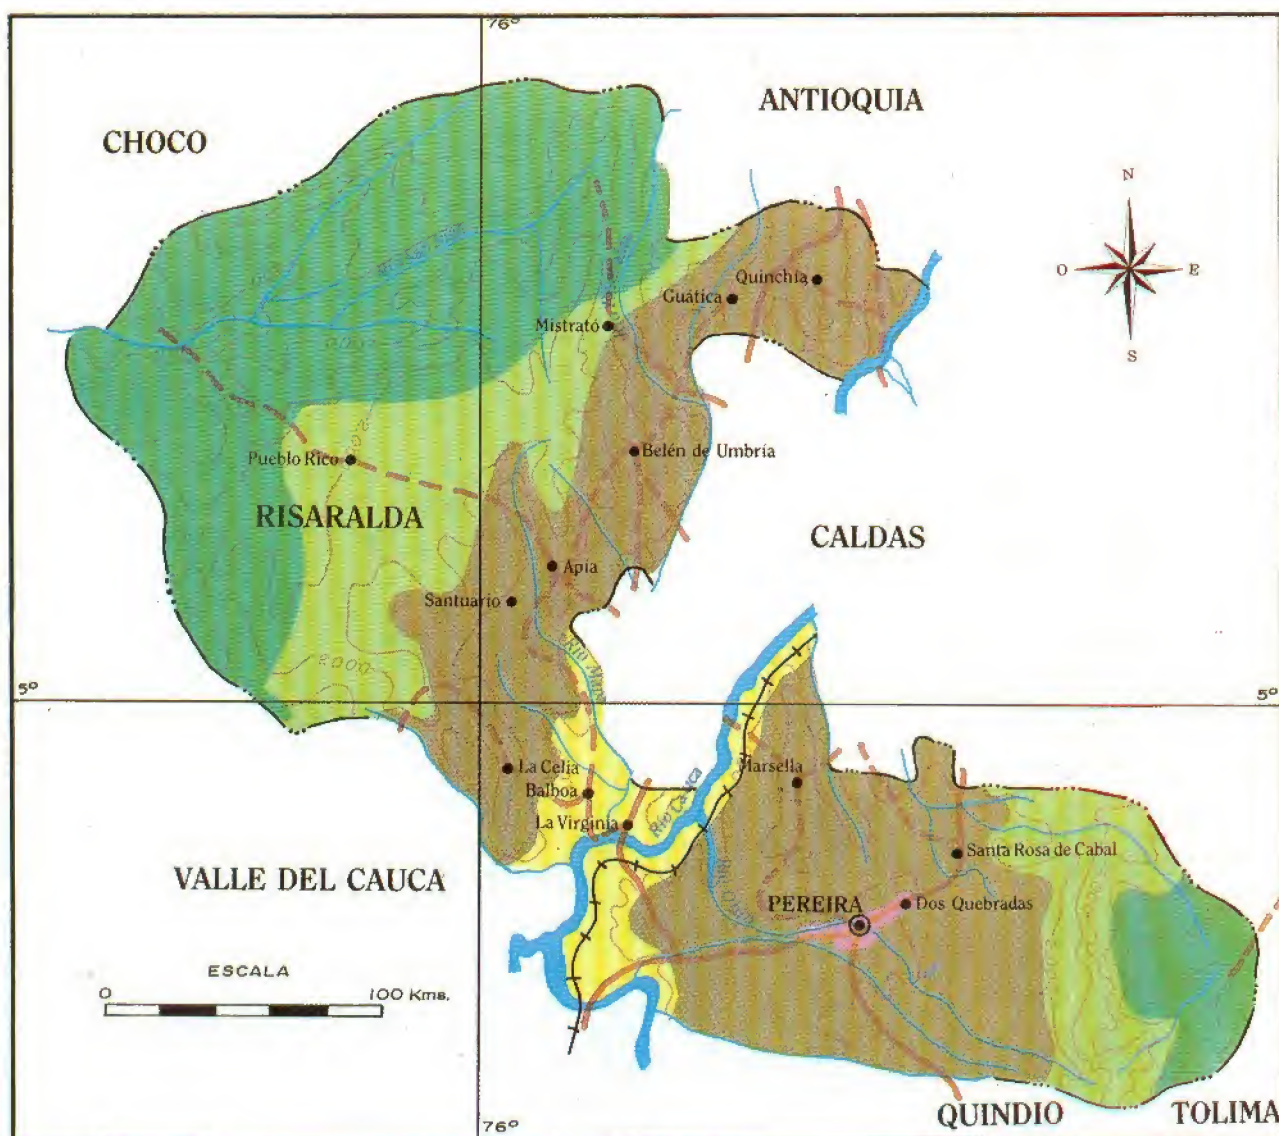 76°
ANTIOQUIA
CHOCO
N
O
E
S
Quinchia
Guática
Mistrató
Pueblo Rico
Belén de Umbría
RISARALDA
CALDAS
Apia
Santuario
2000
5°
5°
La Celia
Marsella
Balboa
Río Cauca
La Virginia
Santa Rosa de Cabal
VALLE DEL CAUCA
PEREIRA
Dos Quebradas
ESCALA
0
100 Kms.
76°
QUINDIO
TOLIMA